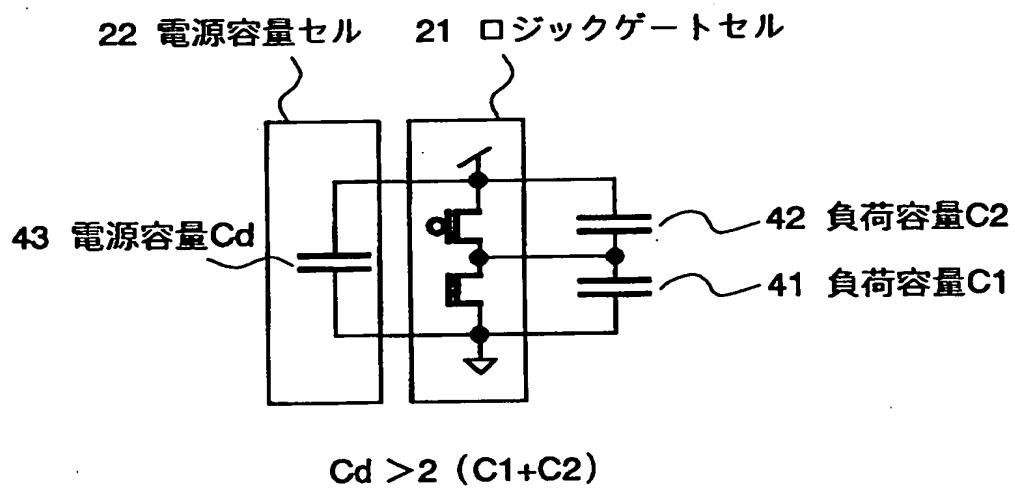 22 電源容量セル
21 ロジックゲートセル
43 電源容量Cd
42 負荷容量C2
41 負荷容量C1
Cd >2 (C1+C2)